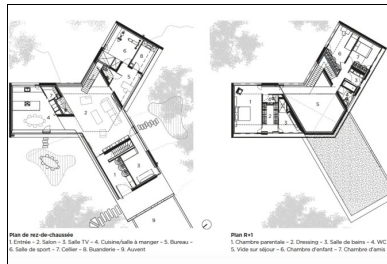 Plan de rez-de-chaussée
1. Entrée – 2. Salon – 3. Salle TV – 4. Cuisine/salle à manger – 5. Bureau –
6. Salle de sport – 7. Cellier – 8. Buanderie – 9. Auvent
Plan R+1
1. Chambre parentale – 2. Dressing – 3. Salle de bains – 4. WC
5. Vide sur séjour – 6. Chambre d'enfant – 7. Chambre d'amis